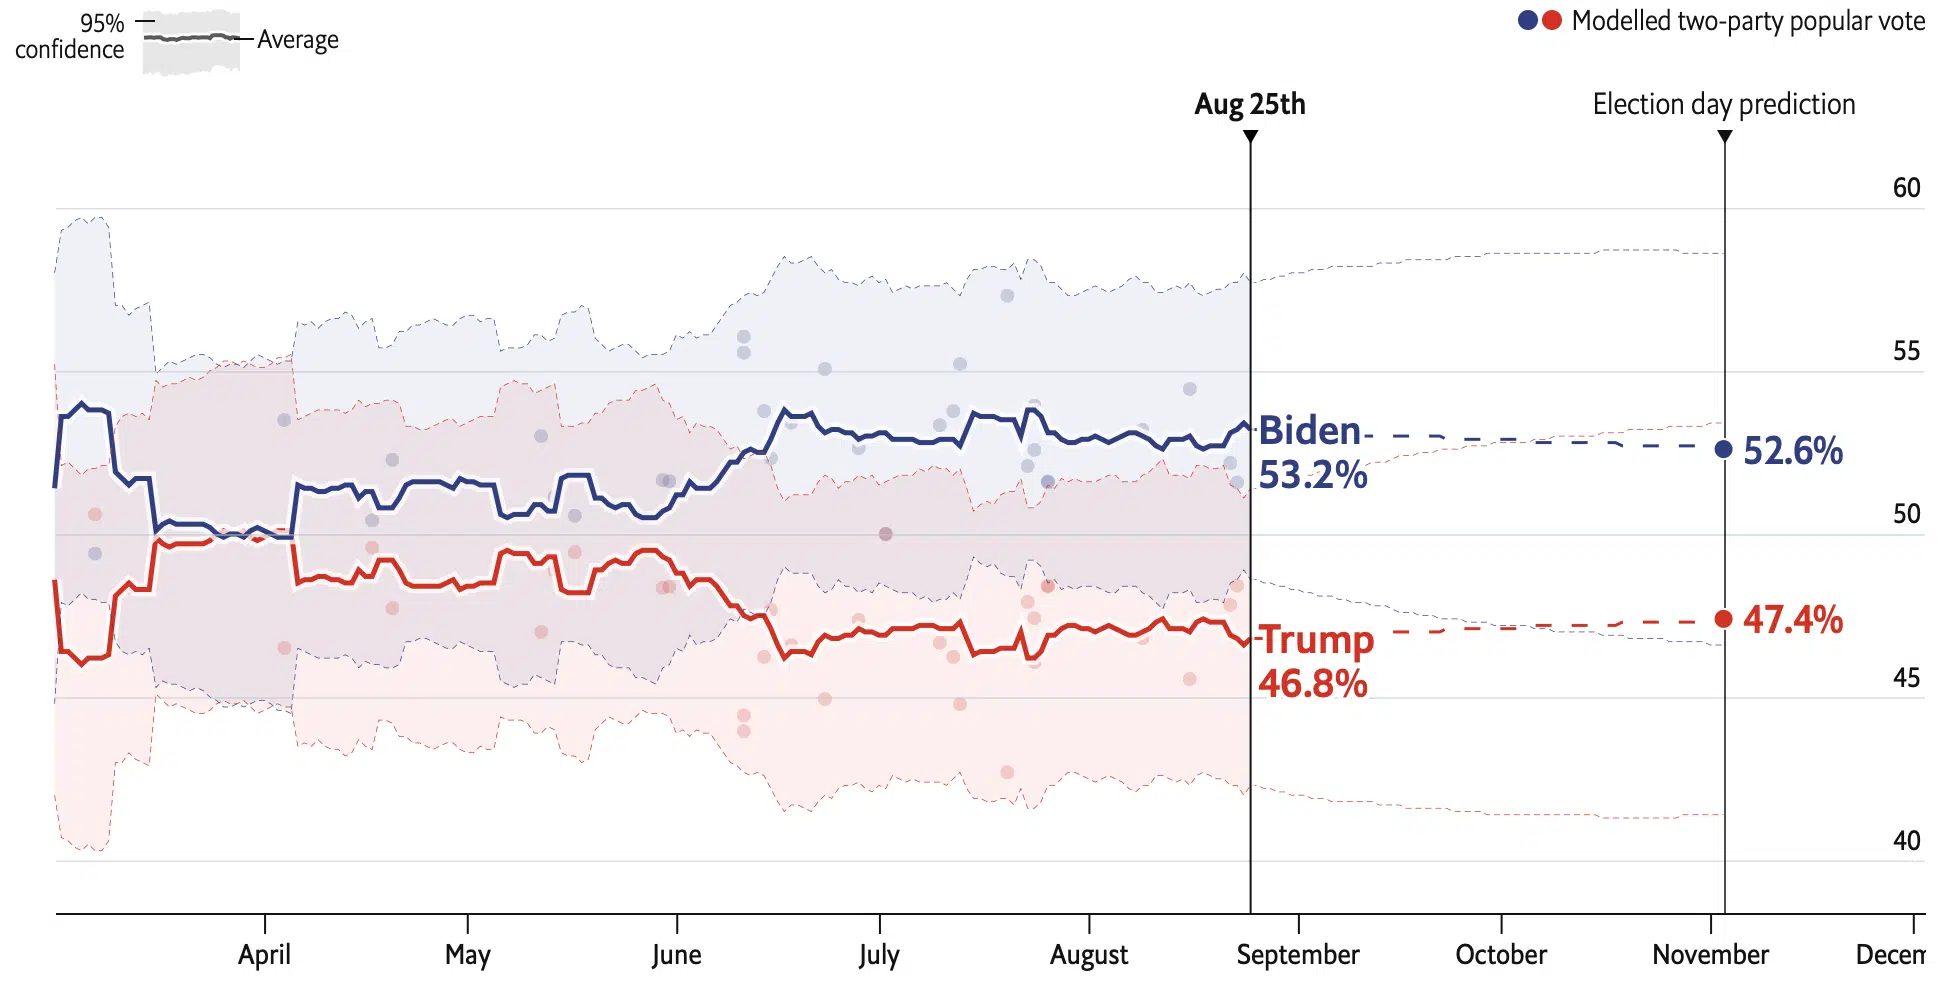 95%
confidence
Average
Modelled two-party popular vote
Aug 25th
Election day prediction
60
55
50
45
40
Biden
53.2%
52.6%
Trump
46.8%
47.4%
April
May
June
July
August
September
October
November
Decem